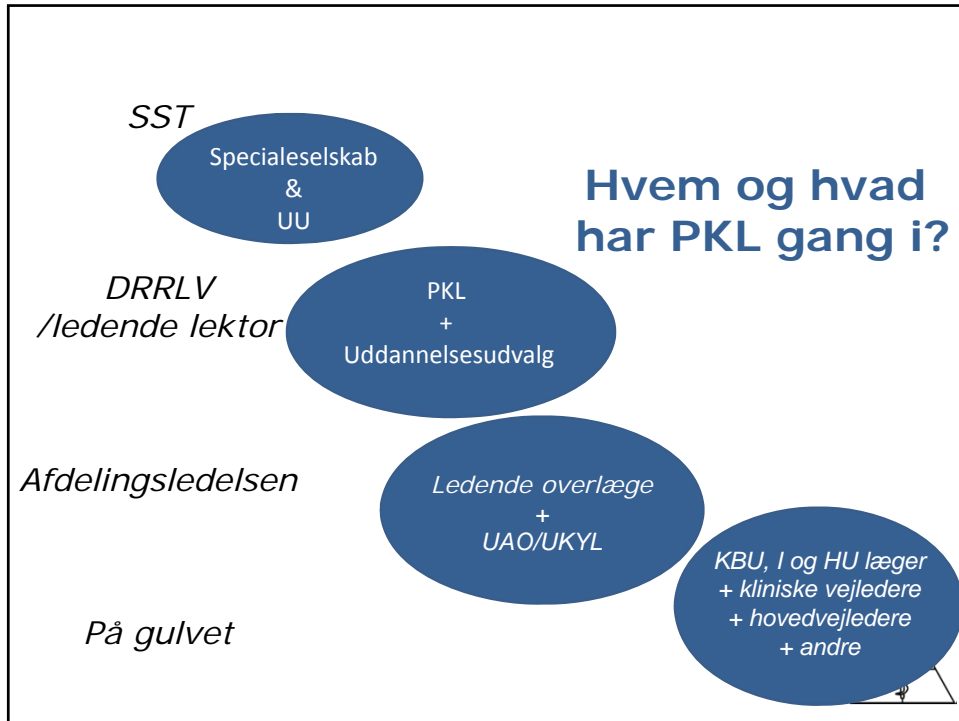 SST
Specialeselskab
&
UU
Hvem og hvad
har PKL gang i?
DRRLV
/ledende lektor
PKL
+
Uddannelsesudvalg
Afdelingsledelsen
Ledende overlæge
+
UAO/UKYL
KBU, I og HU læger
+ kliniske vejledere
+ hovedvejledere
+ andre
På gulvet